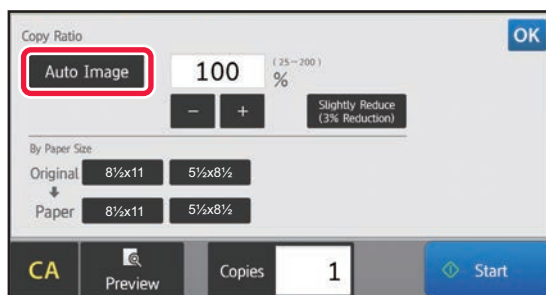 Copy Ratio
OK
Auto Image
100
(25~200)
%
−
+
Slightly Reduce
(3% Reduction)
By Paper Size
Original
8½x11
5½x8½
Paper
8½x11
5½x8½
CA
Preview
Copies
1
Start